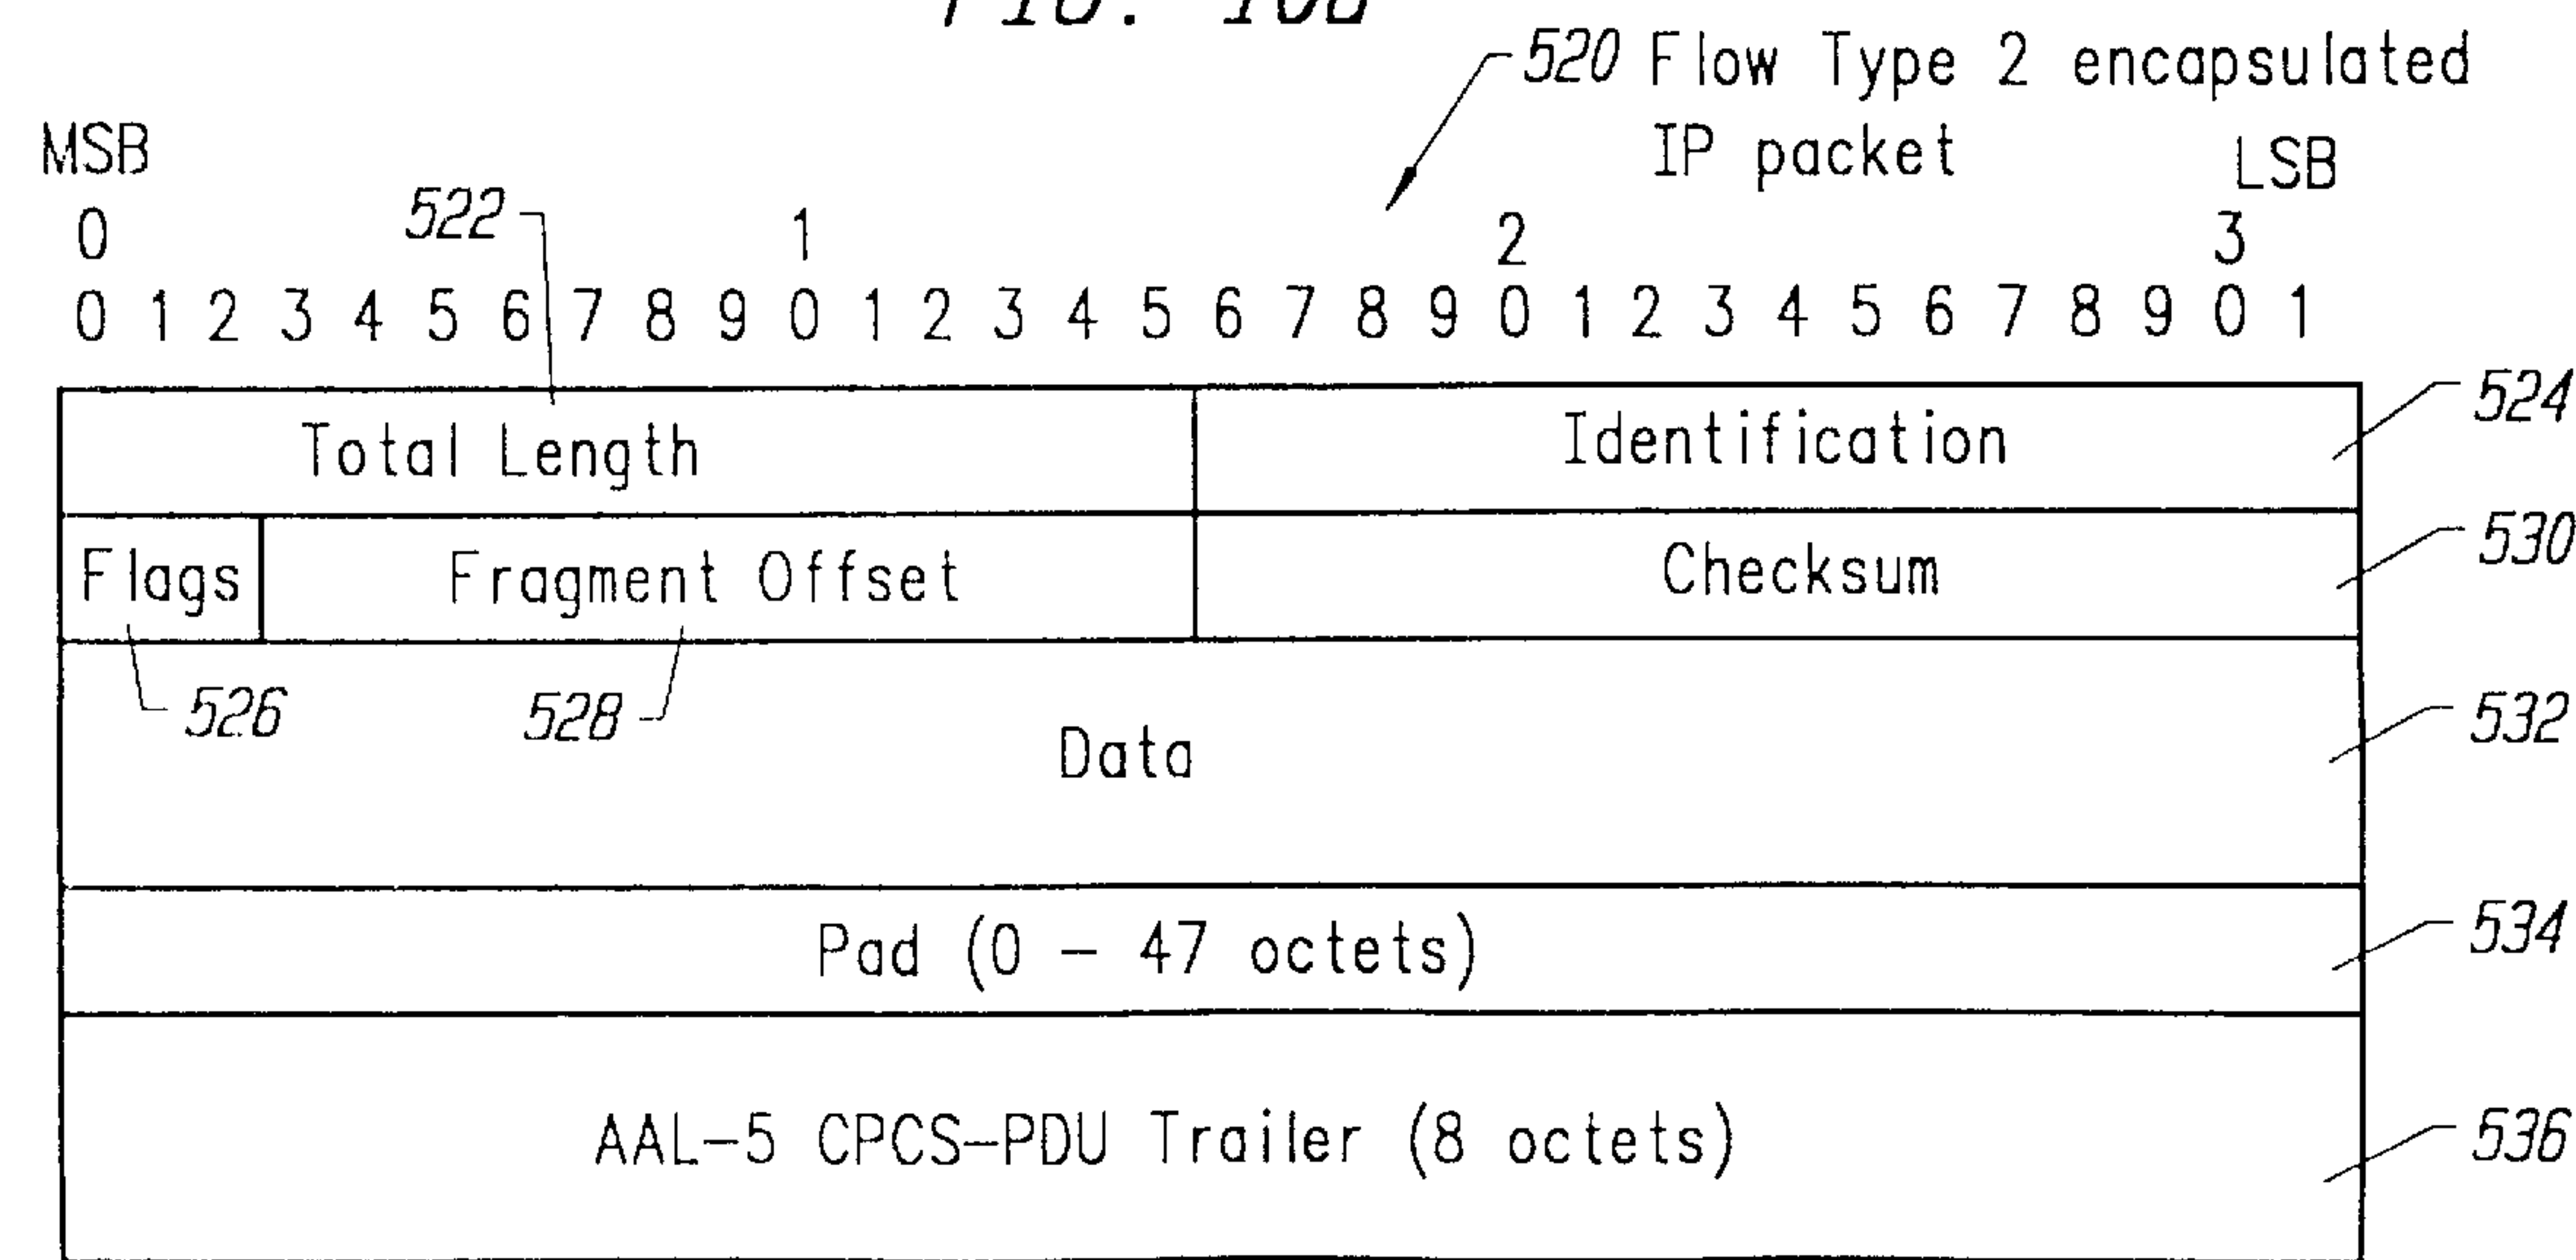 520 Flow Type 2 encapsulated
IP packet
MSB LSB
0 1 2 3
522
0 1 2 3 4 5 6 7 8 9 0 1 2 3 4 5 6 7 8 9 0 1 2 3 4 5 6 7 8 9 0 1
Total Length Identification 524
Flags Fragment Offset Checksum 530
526 528
Data 532
Pad (0 – 47 octets) 534
AAL-5 CPCS-PDU Trailer (8 octets) 536